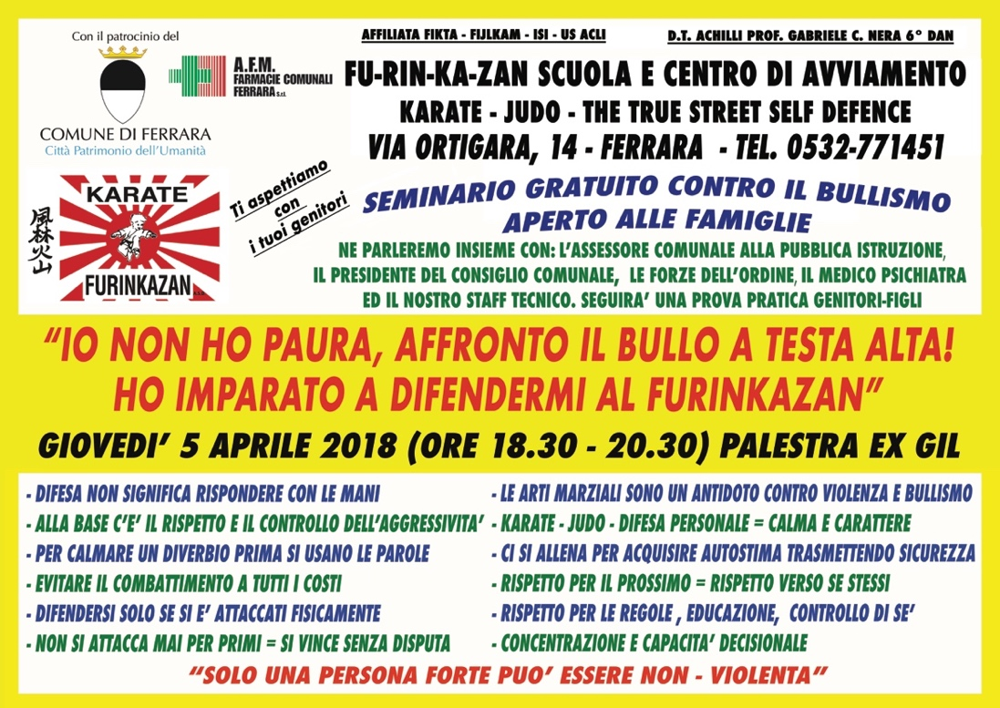 Con il patrocinio del
COMUNE DI FERRARA
Città Patrimonio dell'Umanità
A.F.M.
FARMACIE COMUNALI
FERRARA S.r.l.
AFFILIATA FIKTA - FIJLKAM - ISI - US ACLI
D.T. ACHILLI PROF. GABRIELE C. NERA 6° DAN
FU-RIN-KA-ZAN SCUOLA E CENTRO DI AVVIAMENTO
KARATE - JUDO - THE TRUE STREET SELF DEFENCE
VIA ORTIGARA, 14 - FERRARA - TEL. 0532-771451
風林火山
KARATE
FURINKAZAN
Ti aspettiamo
con
i tuoi genitori
SEMINARIO GRATUITO CONTRO IL BULLISMO
APERTO ALLE FAMIGLIE
NE PARLEREMO INSIEME CON: L'ASSESSORE COMUNALE ALLA PUBBLICA ISTRUZIONE,
IL PRESIDENTE DEL CONSIGLIO COMUNALE, LE FORZE DELL'ORDINE, IL MEDICO PSICHIATRA
ED IL NOSTRO STAFF TECNICO. SEGUIRA' UNA PROVA PRATICA GENITORI-FIGLI
"IO NON HO PAURA, AFFRONTO IL BULLO A TESTA ALTA!
HO IMPARATO A DIFENDERMI AL FURINKAZAN"
GIOVEDI' 5 APRILE 2018 (ORE 18.30 - 20.30) PALESTRA EX GIL
- DIFESA NON SIGNIFICA RISPONDERE CON LE MANI
- ALLA BASE C'E' IL RISPETTO E IL CONTROLLO DELL'AGGRESSIVITA'
- PER CALMARE UN DIVERBIO PRIMA SI USANO LE PAROLE
- EVITARE IL COMBATTIMENTO A TUTTI I COSTI
- DIFENDERSI SOLO SE SI E' ATTACCATI FISICAMENTE
- NON SI ATTACCA MAI PER PRIMI = SI VINCE SENZA DISPUTA
- LE ARTI MARZIALI SONO UN ANTIDOTO CONTRO VIOLENZA E BULLISMO
- KARATE - JUDO - DIFESA PERSONALE = CALMA E CARATTERE
- CI SI ALLENA PER ACQUISIRE AUTOSTIMA TRASMETTENDO SICUREZZA
- RISPETTO PER IL PROSSIMO = RISPETTO VERSO SE STESSI
- RISPETTO PER LE REGOLE , EDUCAZIONE, CONTROLLO DI SE'
- CONCENTRAZIONE E CAPACITA' DECISIONALE
"SOLO UNA PERSONA FORTE PUO' ESSERE NON - VIOLENTA"